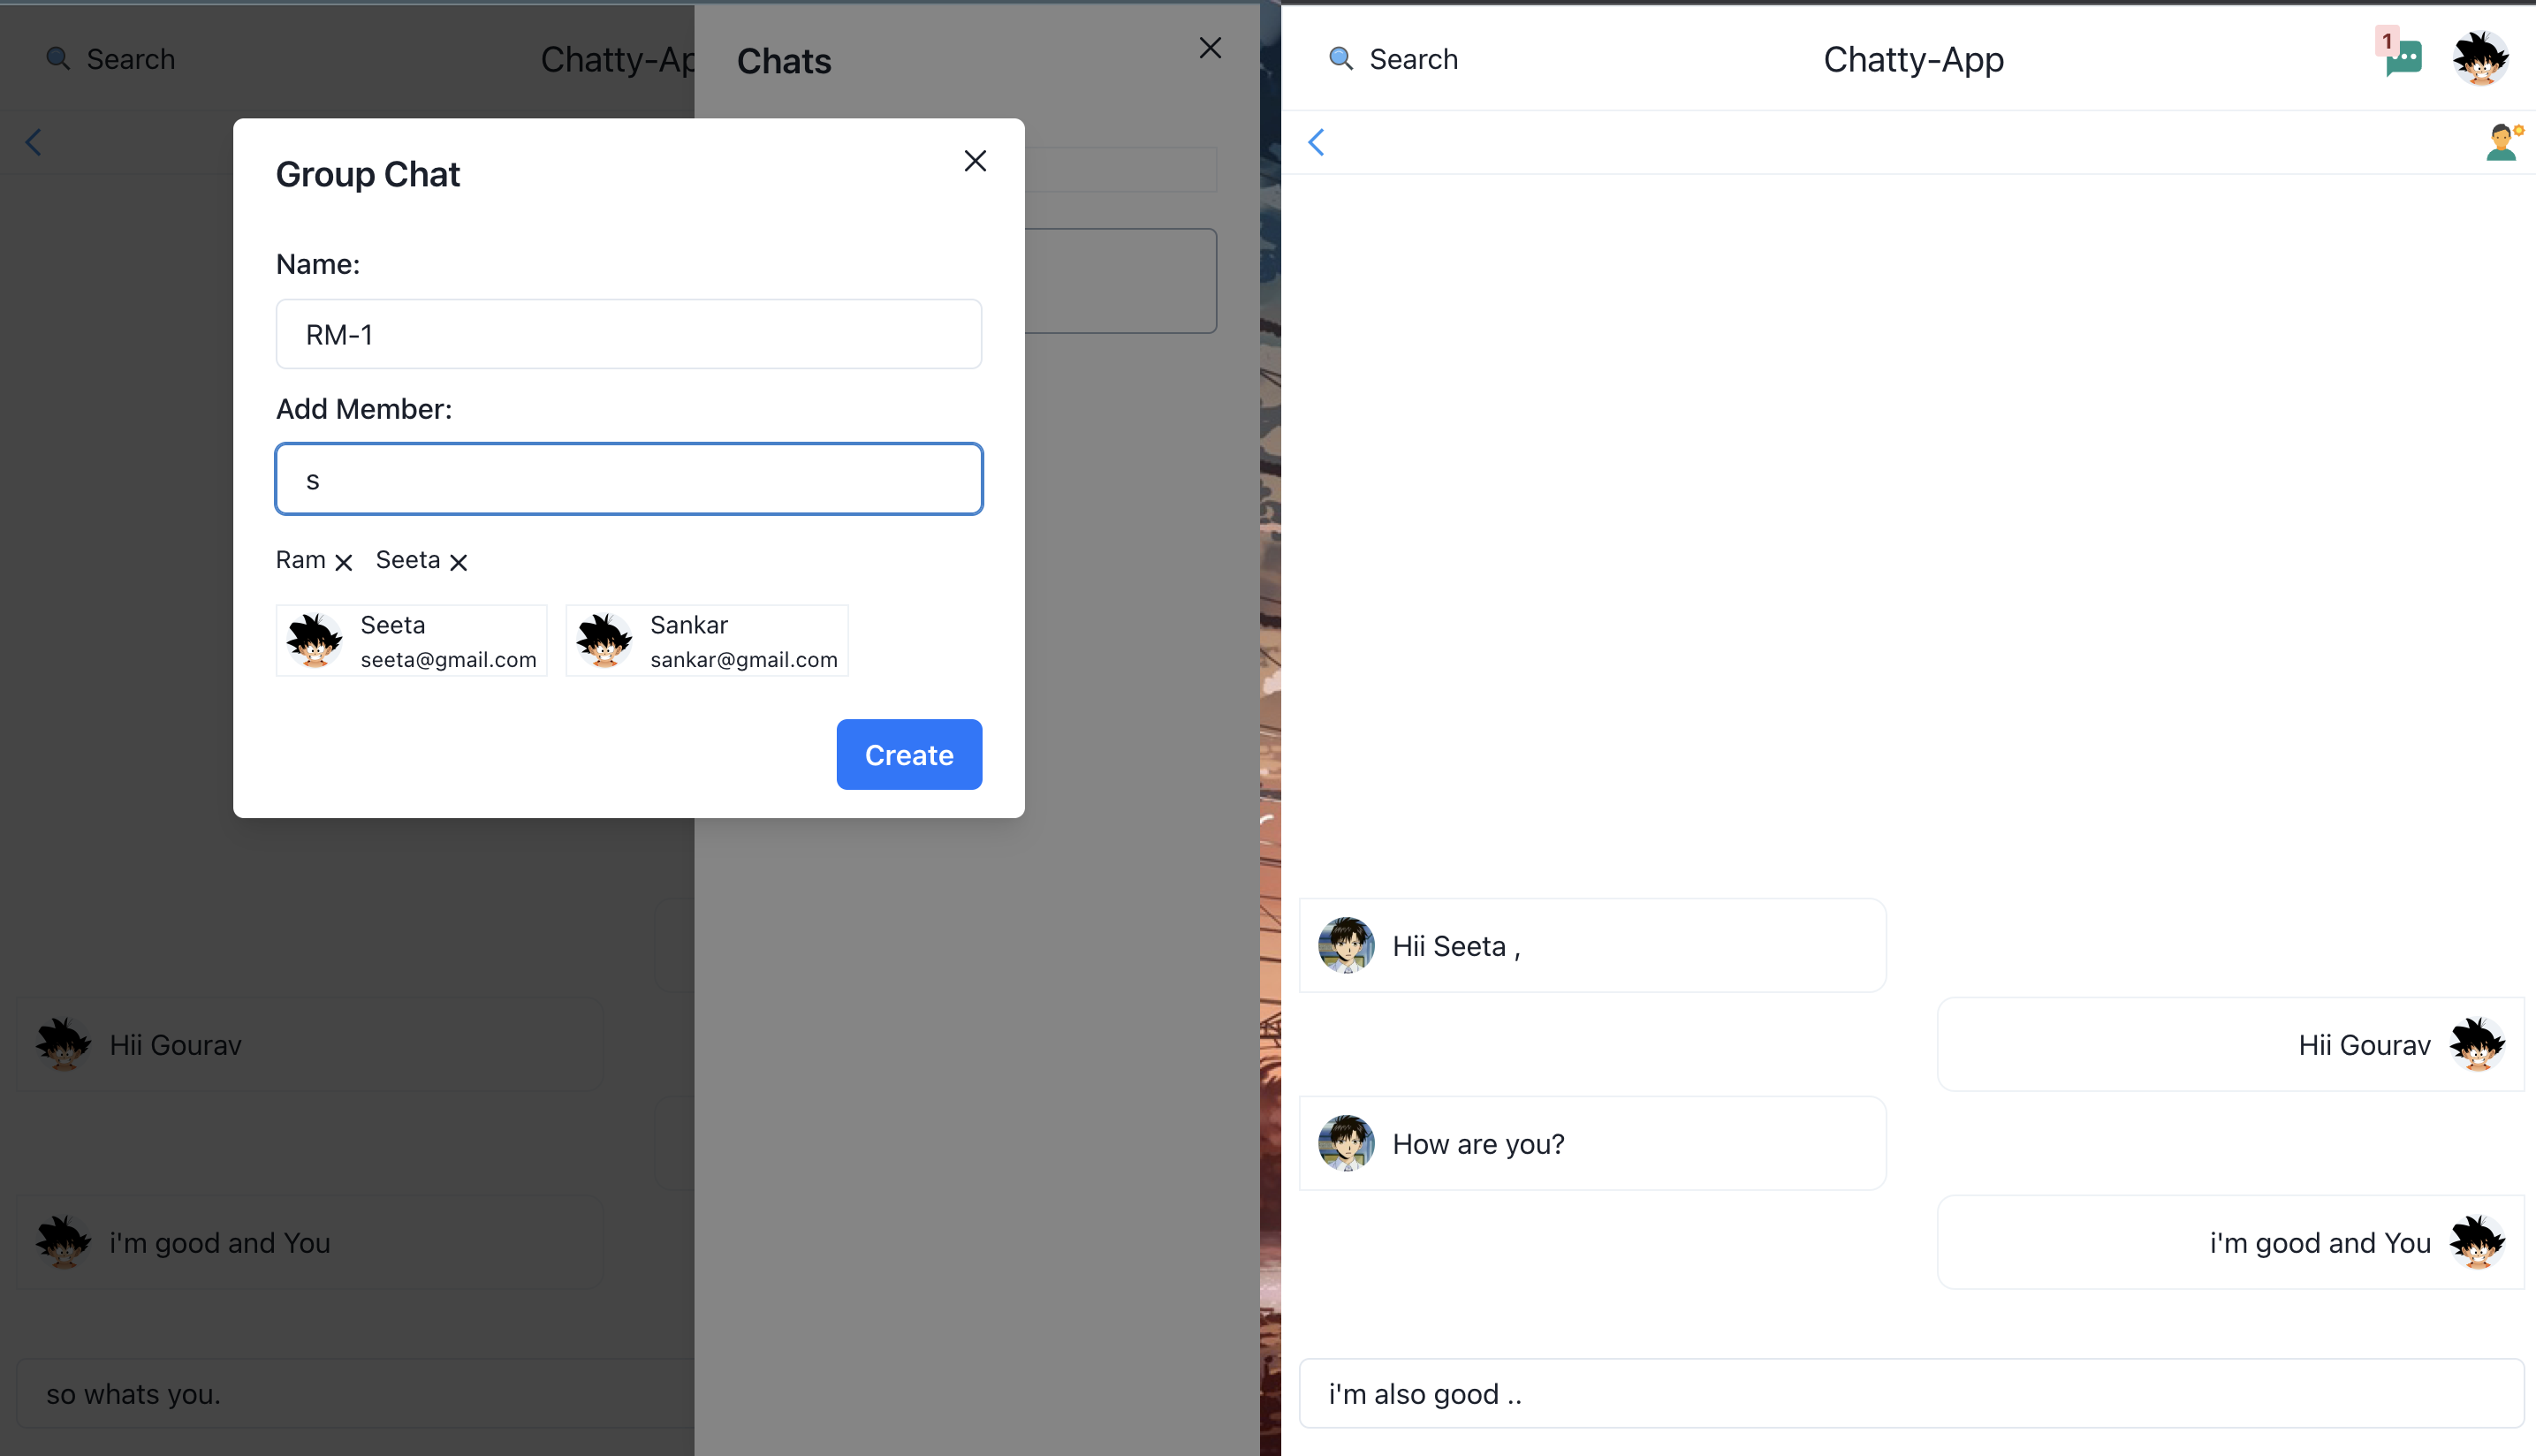 Search
Chatty-Ap
Chats
Group Chat
Name:
RM-1
Add Member:
s
Ram Seeta
Seeta
seeta@gmail.com
Sankar
sankar@gmail.com
Create
Hii Gourav
i'm good and You
so whats you.
Search
Chatty-App
1
Hii Seeta ,
Hii Gourav
How are you?
i'm good and You
i'm also good ..